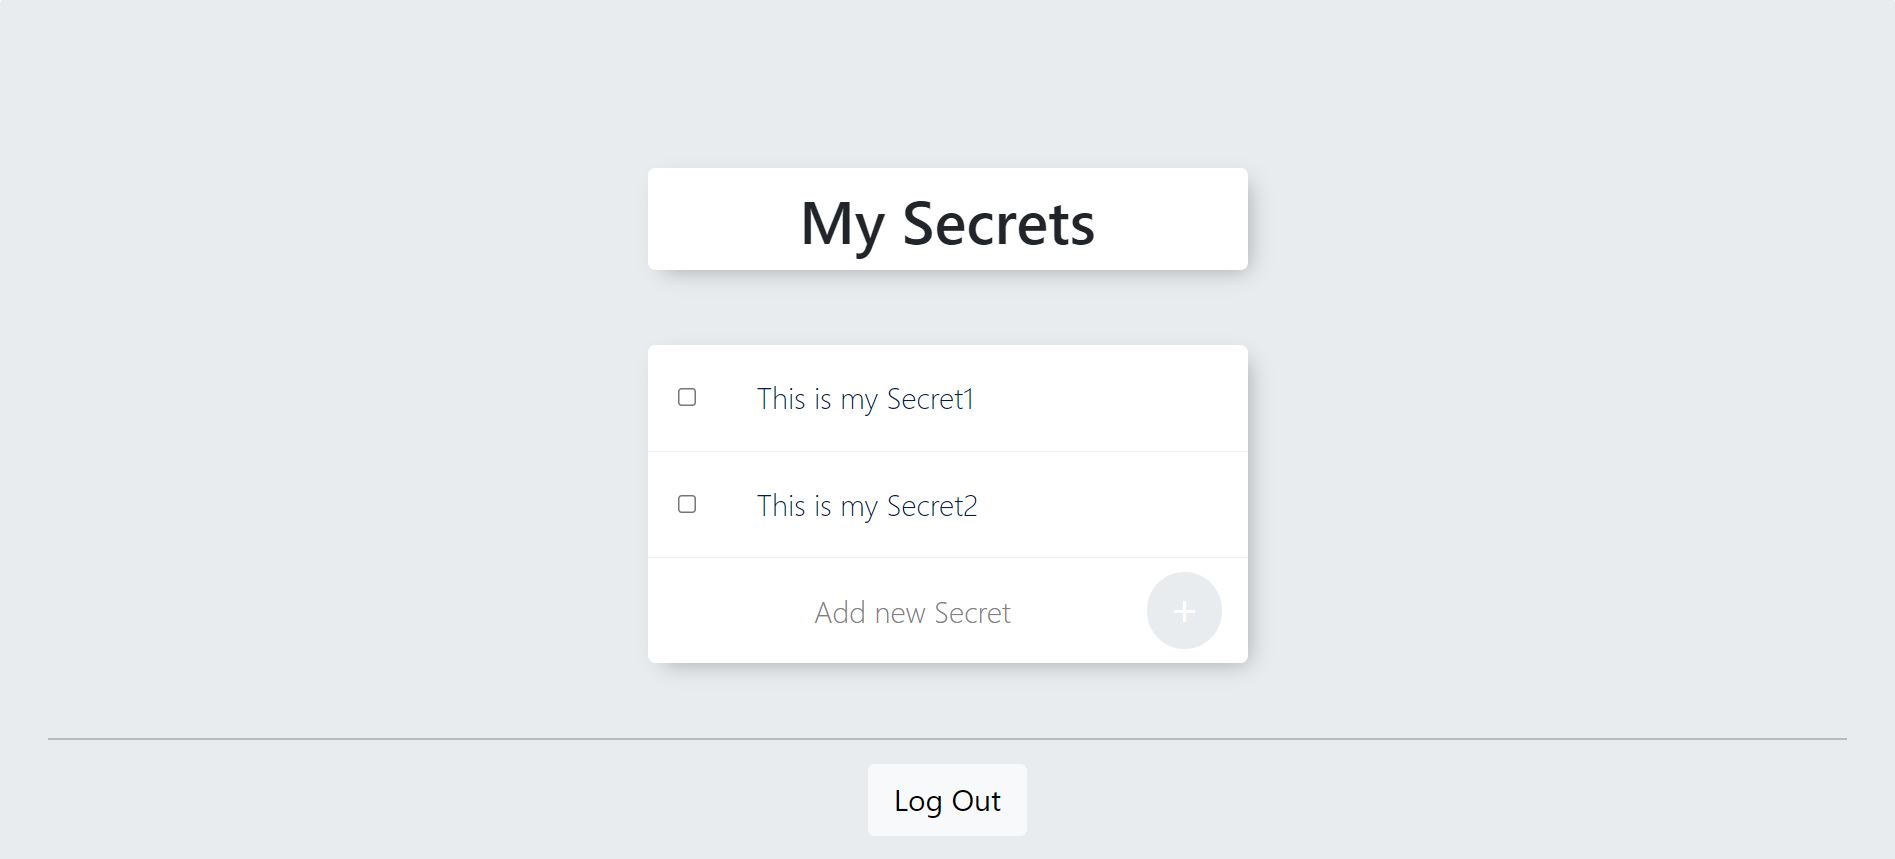 My Secrets
This is my Secret1
This is my Secret2
Add new Secret
+
Log Out